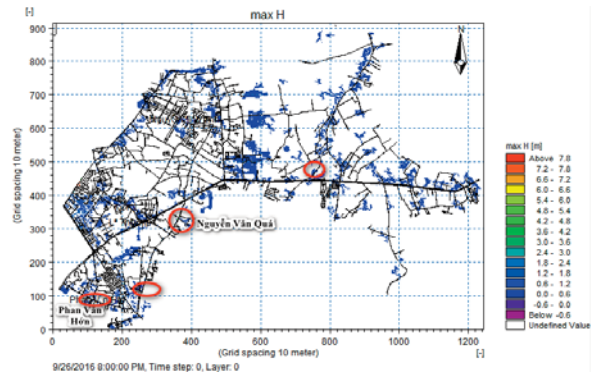 [-]
max H
900
800
700
600
500
400
300
200
100
0
(Grid spacing 10 meter)
N
Nguyễn Văn Quá
Phan Văn
Hớn
0
200
400
600
800
1000
1200
[-]
(Grid spacing 10 meter)
9/26/2016 8:00:00 PM, Time step: 0, Layer: 0
max H [m]
Above 7.8
7.2 - 7.8
6.6 - 7.2
6.0 - 6.6
5.4 - 6.0
4.8 - 5.4
4.2 - 4.8
3.6 - 4.2
3.0 - 3.6
2.4 - 3.0
1.8 - 2.4
1.2 - 1.8
0.6 - 1.2
0.0 - 0.6
-0.6 - 0.0
Below -0.6
Undefined Value